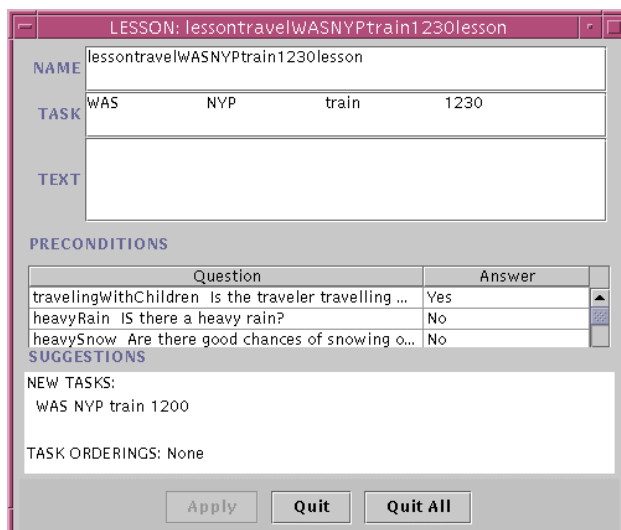 LESSON: lessontravelWASNYPtrain1230lesson
NAME lessontravelWASNYPtrain1230lesson
TASK WAS NYP train 1230
TEXT
PRECONDITIONS
Question Answer
travelingWithChildren Is the traveler travelling ... Yes
heavyRain IS there a heavy rain? No
heavySnow Are there good chances of snowing o... No
SUGGESTIONS
NEW TASKS:
WAS NYP train 1200
TASK ORDERINGS: None
Apply Quit Quit All